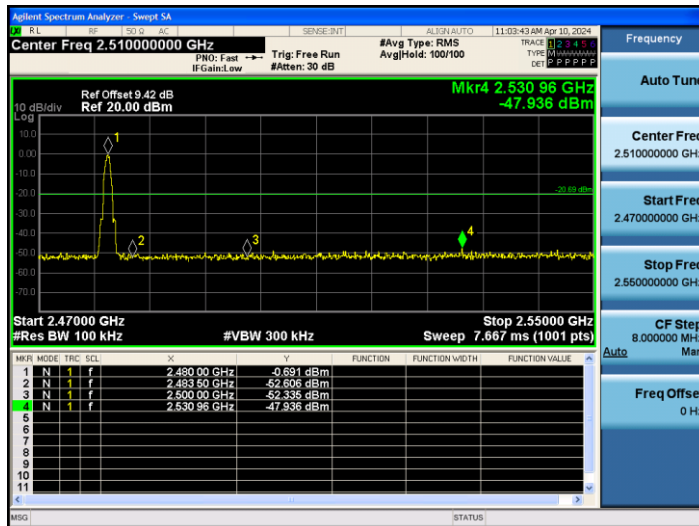 Agilent Spectrum Analyzer - Swept SA
RL RF 50 Ω AC SENSE:INT ALIGN AUTO 11:03:43 AM Apr 10, 2024
Center Freq 2.510000000 GHz #Avg Type: RMS TRACE 1 2 3 4 5 6
PNO: Fast Trig: Free Run Avg|Hold: 100/100 TYPE M
IFGain:Low #Atten: 30 dB DET P P P P P P
Mkr4 2.530 96 GHz
Ref Offset 9.42 dB
10 dB/div Ref 20.00 dBm -47.936 dBm
Log
10.0
0.00
-10.0
-20.0
-20.69 dBm
-30.0
-40.0
-50.0
-60.0
-70.0
1
2
3
4
Start 2.47000 GHz Stop 2.55000 GHz
#Res BW 100 kHz #VBW 300 kHz Sweep 7.667 ms (1001 pts)
MKR MODE TRC SCL X Y FUNCTION FUNCTION WIDTH FUNCTION VALUE
1 N 1 f 2.480 00 GHz -0.691 dBm
2 N 1 f 2.483 50 GHz -52.606 dBm
3 N 1 f 2.500 00 GHz -52.335 dBm
4 N 1 f 2.530 96 GHz -47.936 dBm
5
6
7
8
9
10
11
MSG STATUS
Frequency
Auto Tun
Center Fre
2.510000000 GH
Start Fre
2.470000000 GH
Stop Fre
2.550000000 GH
CF Step
8.000000 MH
Auto Man
Freq Offse
0 H